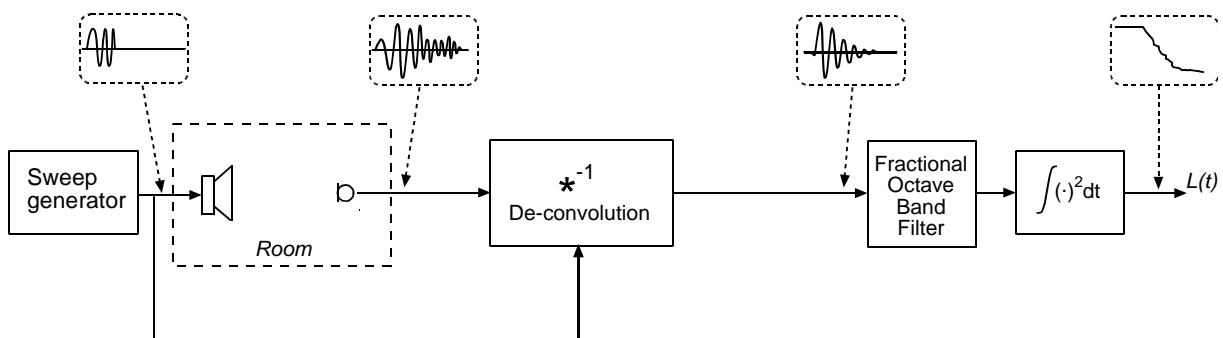 Sweep
generator
Room
*-1
De-convolution
Fractional
Octave
Band
Filter
∫(·)²dt
L(t)